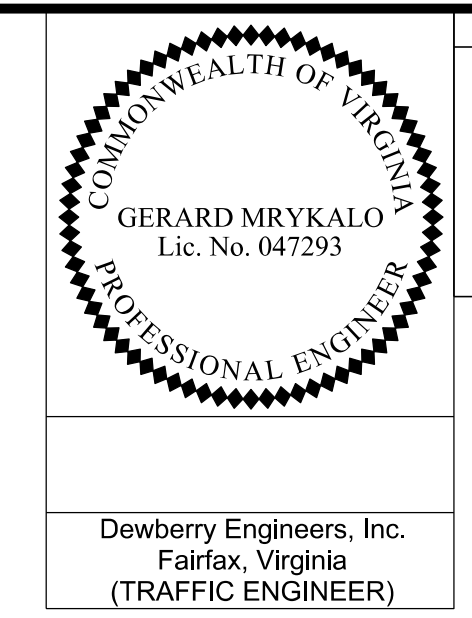 COMMONWEALTH OF VIRGINIA
GERARD MRYKALO
Lic. No. 047293
PROFESSIONAL ENGINEER
Dewberry Engineers, Inc.
Fairfax, Virginia
(TRAFFIC ENGINEER)